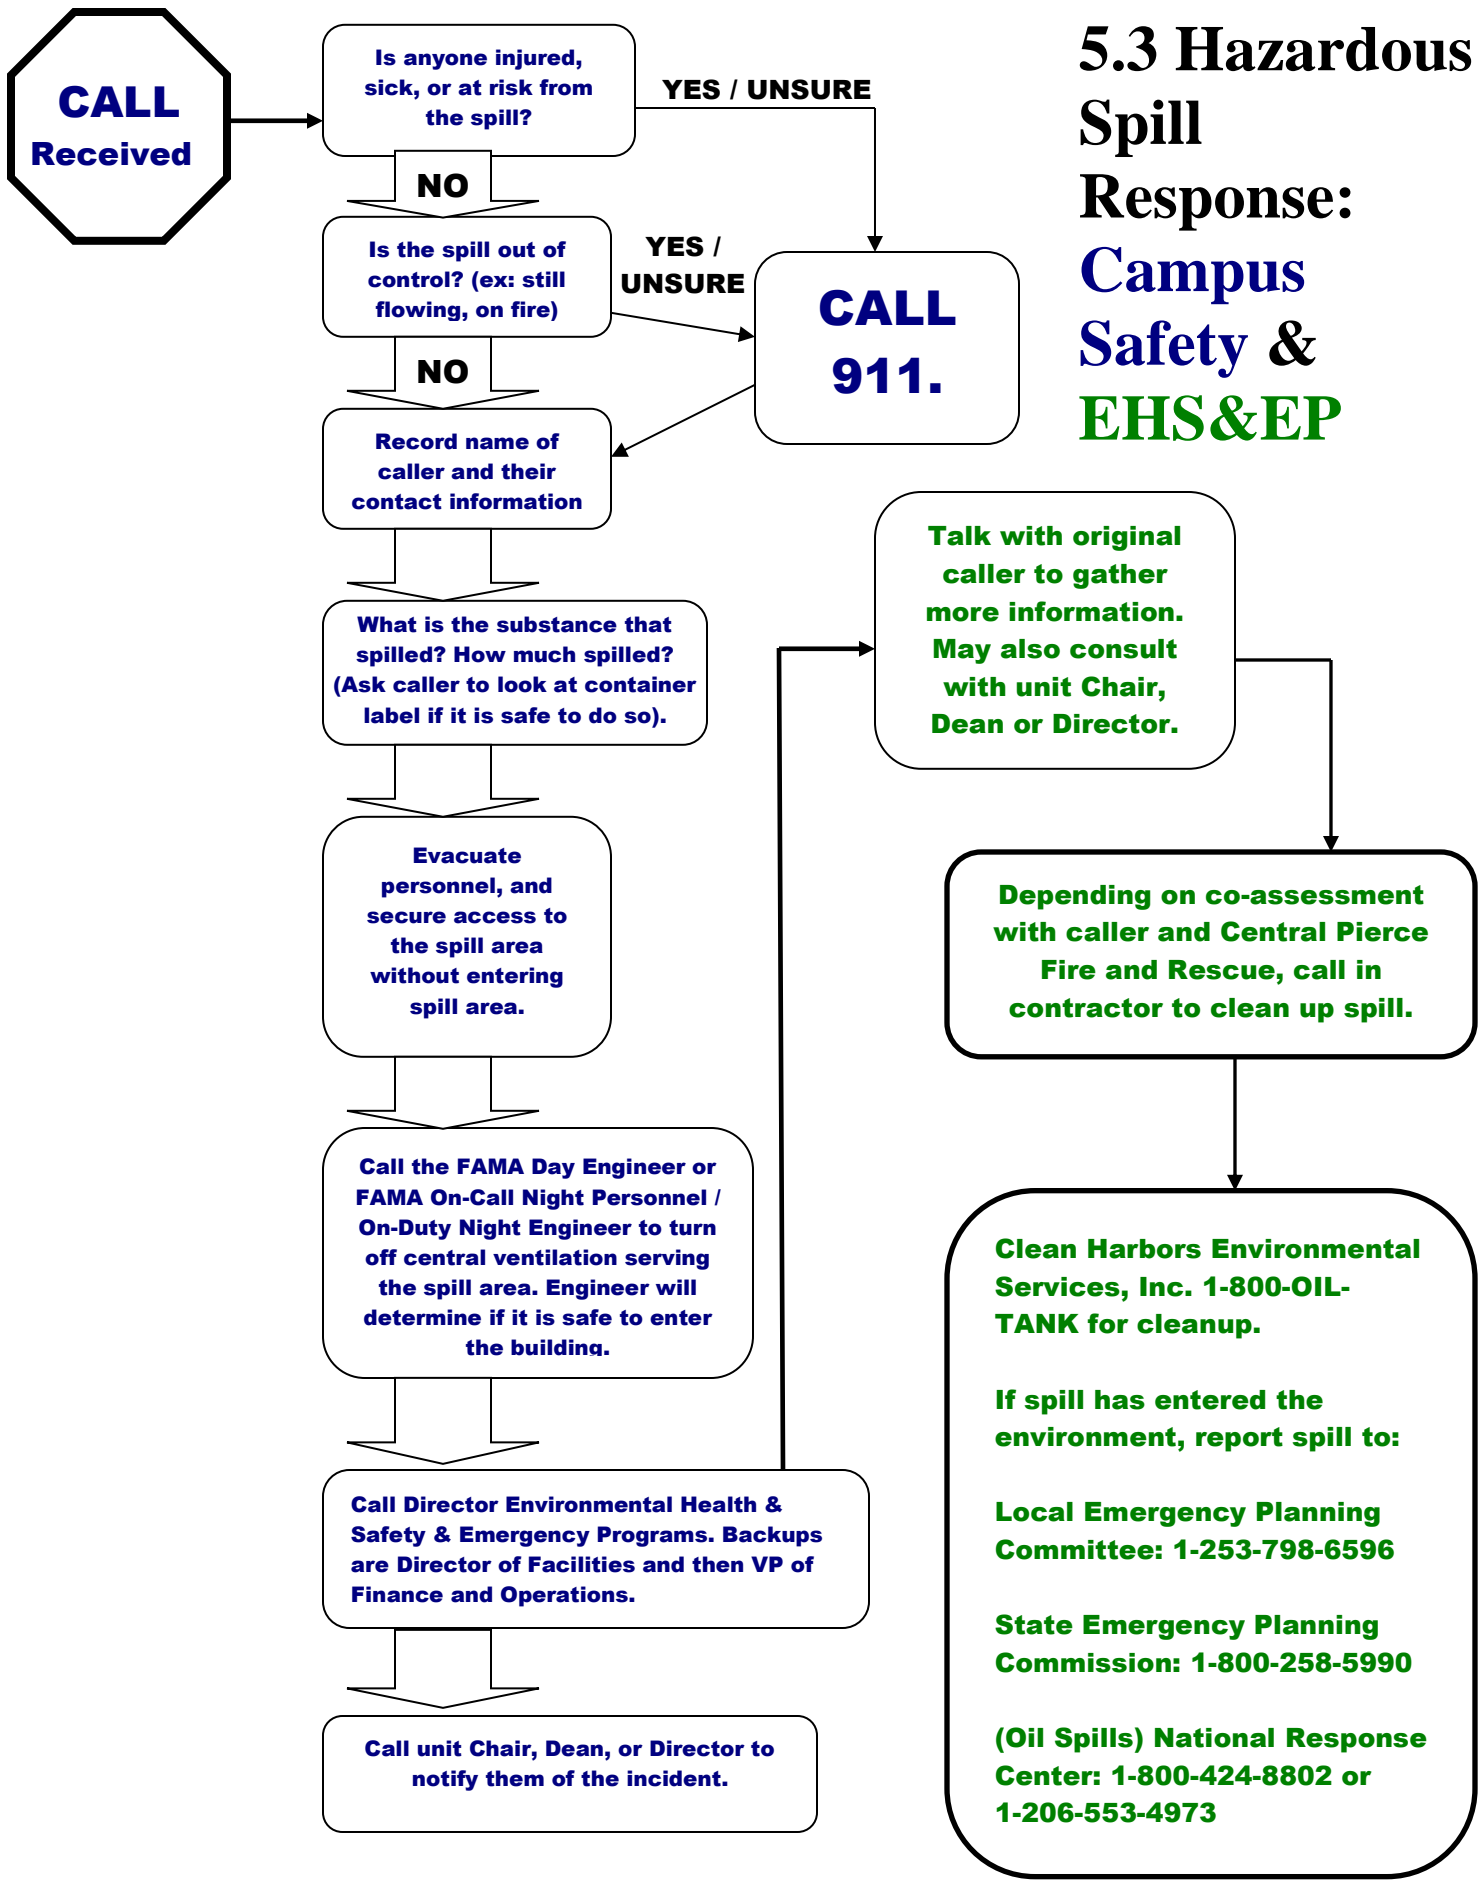 CALL
Received
Is anyone injured,
sick, or at risk from
the spill?
YES / UNSURE
NO
Is the spill out of
control? (ex: still
flowing, on fire)
YES /
UNSURE
CALL
911.
NO
Record name of
caller and their
contact information
What is the substance that
spilled? How much spilled?
(Ask caller to look at container
label if it is safe to do so).
Evacuate
personnel, and
secure access to
the spill area
without entering
spill area.
Call the FAMA Day Engineer or
FAMA On-Call Night Personnel /
On-Duty Night Engineer to turn
off central ventilation serving
the spill area. Engineer will
determine if it is safe to enter
the building.
Call Director Environmental Health &
Safety & Emergency Programs. Backups
are Director of Facilities and then VP of
Finance and Operations.
Call unit Chair, Dean, or Director to
notify them of the incident.
5.3 Hazardous
Spill
Response:
Campus
Safety &
EHS&EP
Talk with original
caller to gather
more information.
May also consult
with unit Chair,
Dean or Director.
Depending on co-assessment
with caller and Central Pierce
Fire and Rescue, call in
contractor to clean up spill.
Clean Harbors Environmental
Services, Inc. 1-800-OIL-
TANK for cleanup.
If spill has entered the
environment, report spill to:
Local Emergency Planning
Committee: 1-253-798-6596
State Emergency Planning
Commission: 1-800-258-5990
(Oil Spills) National Response
Center: 1-800-424-8802 or
1-206-553-4973